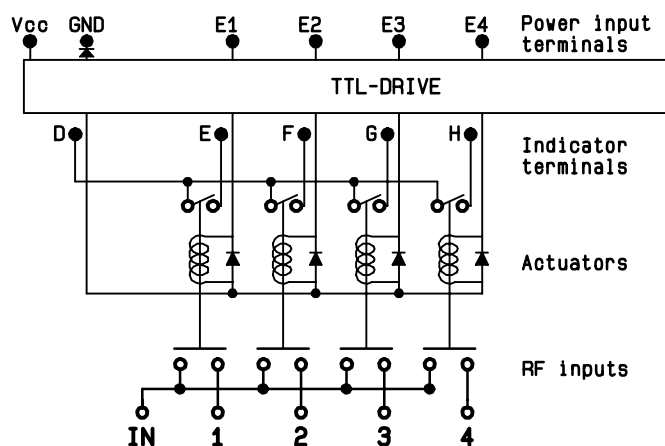 Vcc GND E1 E2 E3 E4 Power input
terminals
TTL-DRIVE
D E F G H Indicator
terminals
Actuators
RF inputs
IN 1 2 3 4